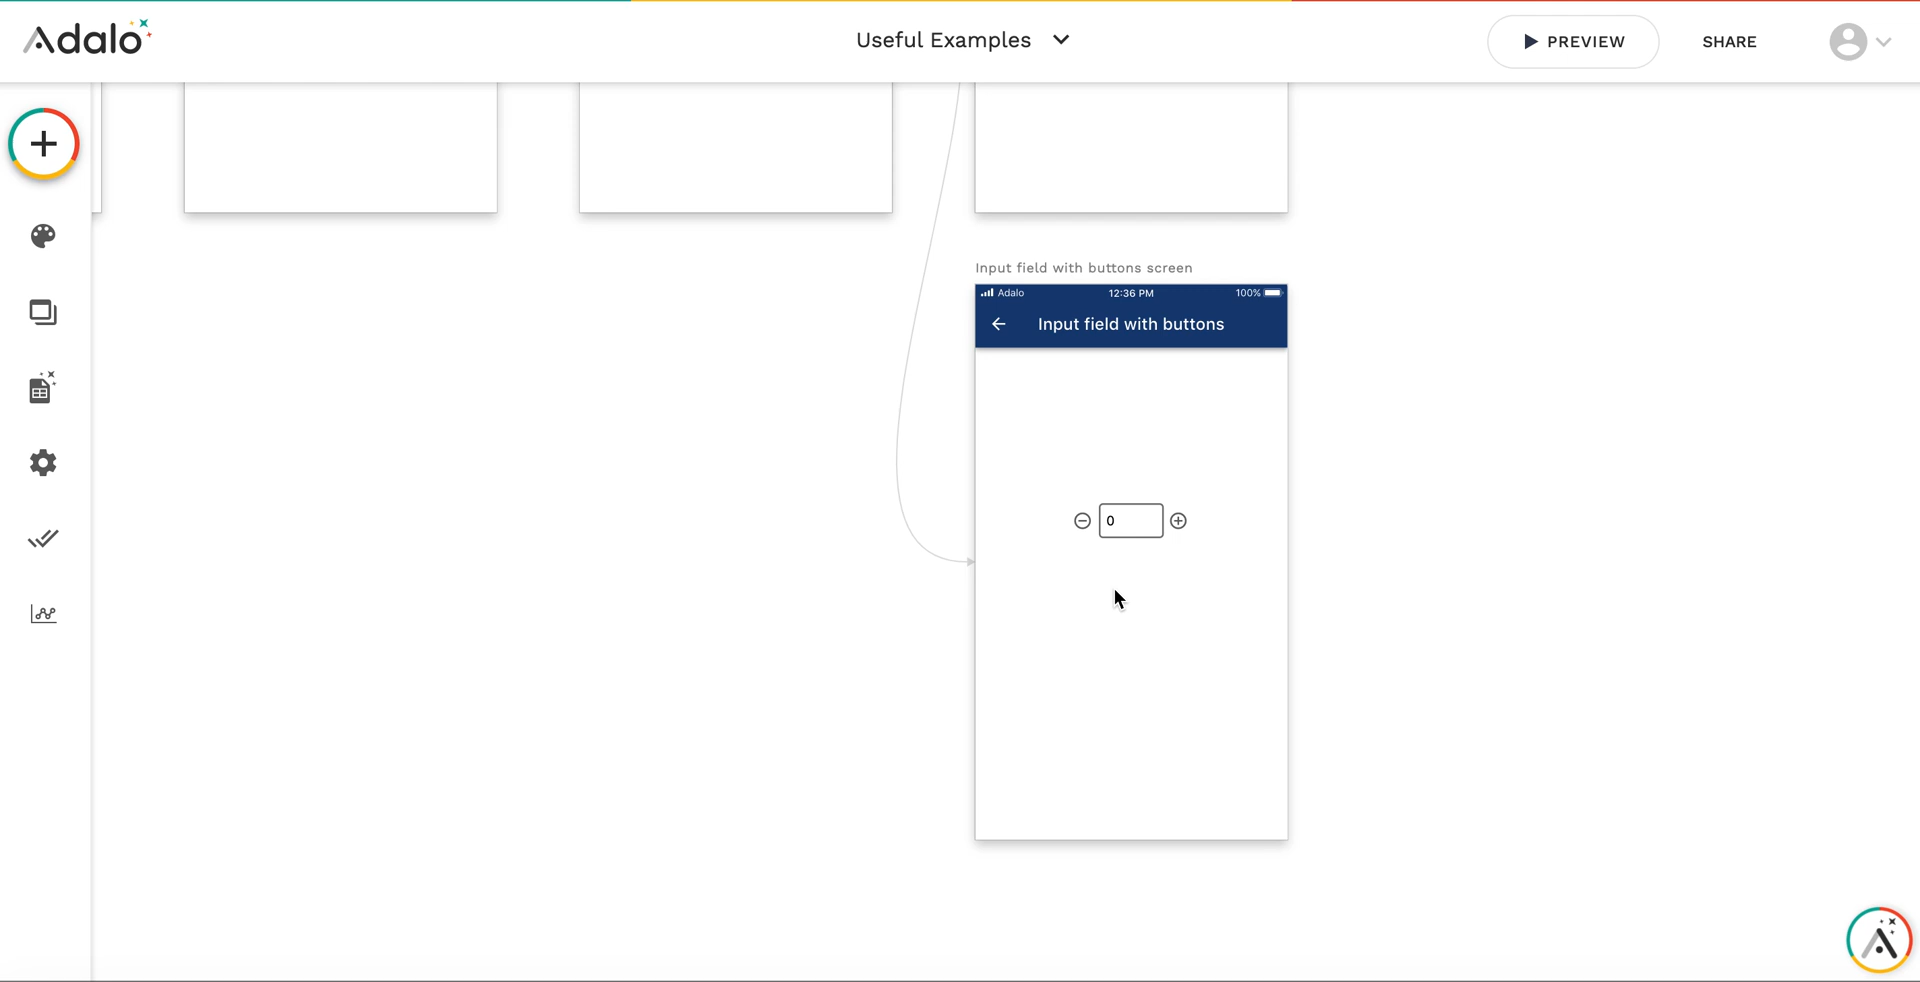 Adalo
Useful Examples
PREVIEW
SHARE
Input field with buttons screen
Adalo 12:36 PM 100%
Input field with buttons
0